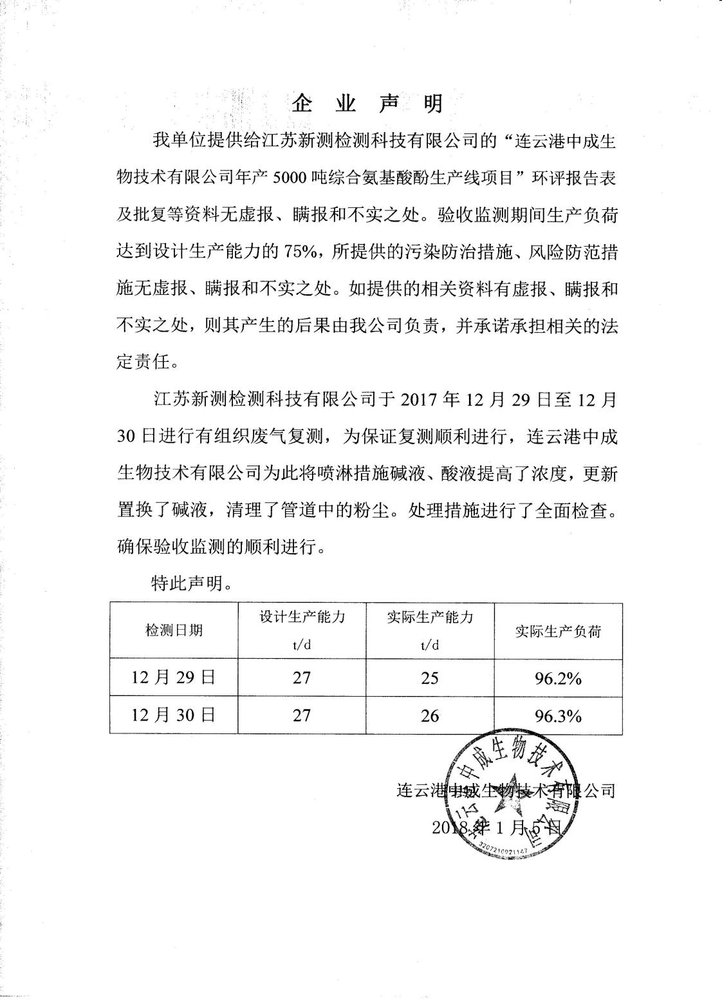 企 业 声 明
我单位提供给江苏新测检测科技有限公司的“连云港中成生
物技术有限公司年产 5000 吨综合氨基酸酚生产线项目”环评报告表
及批复等资料无虚报、瞒报和不实之处。验收监测期间生产负荷
达到设计生产能力的 75%，所提供的污染防治措施、风险防范措
施无虚报、瞒报和不实之处。如提供的相关资料有虚报、瞒报和
不实之处，则其产生的后果由我公司负责，并承诺承担相关的法
定责任。
江苏新测检测科技有限公司于 2017 年 12 月 29 日至 12 月
30 日进行有组织废气复测，为保证复测顺利进行，连云港中成
生物技术有限公司为此将喷淋措施碱液、酸液提高了浓度，更新
置换了碱液，清理了管道中的粉尘。处理措施进行了全面检查。
确保验收监测的顺利进行。
特此声明。
检测日期 设计生产能力 t/d 实际生产能力 t/d 实际生产负荷
12 月 29 日 27 25 96.2%
12 月 30 日 27 26 96.3%
连云港中成生物技术有限公司
2018 年 1 月 5 日
连云港中成生物技术有限公司
3207210921147